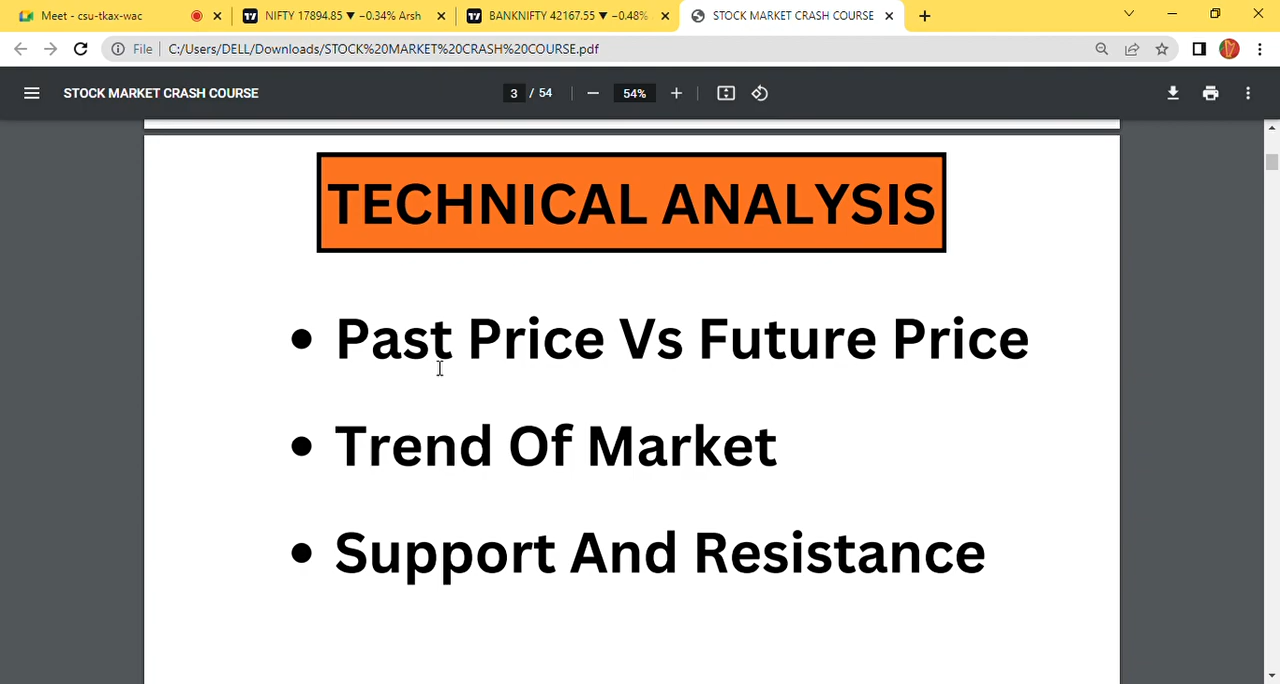 Meet - csu-tkax-wac
NIFTY 17894.85 ▼ −0.34% Arsh
BANKNIFTY 42167.55 ▼ −0.48%
STOCK MARKET CRASH COURSE
File
C:/Users/DELL/Downloads/STOCK%20MARKET%20CRASH%20COURSE.pdf
STOCK MARKET CRASH COURSE
3 / 54
54%
TECHNICAL ANALYSIS
• Past Price Vs Future Price
• Trend Of Market
• Support And Resistance